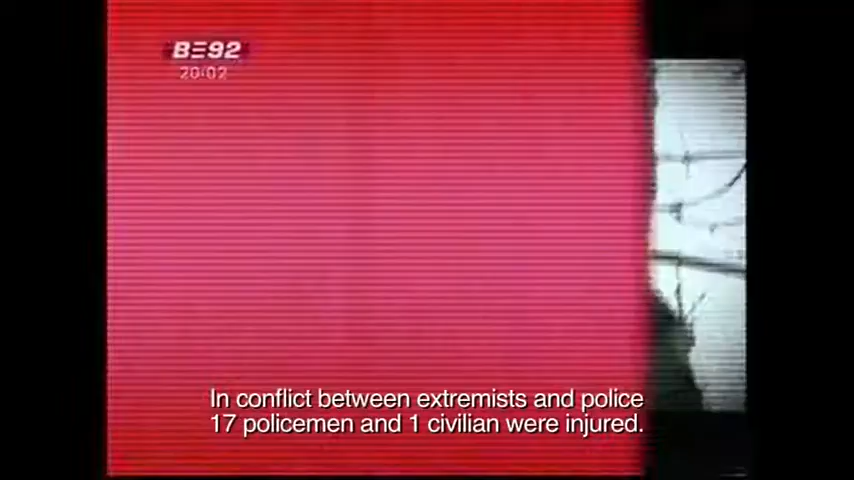 B92
20:02
In conflict between extremists and police
17 policemen and 1 civilian were injured.